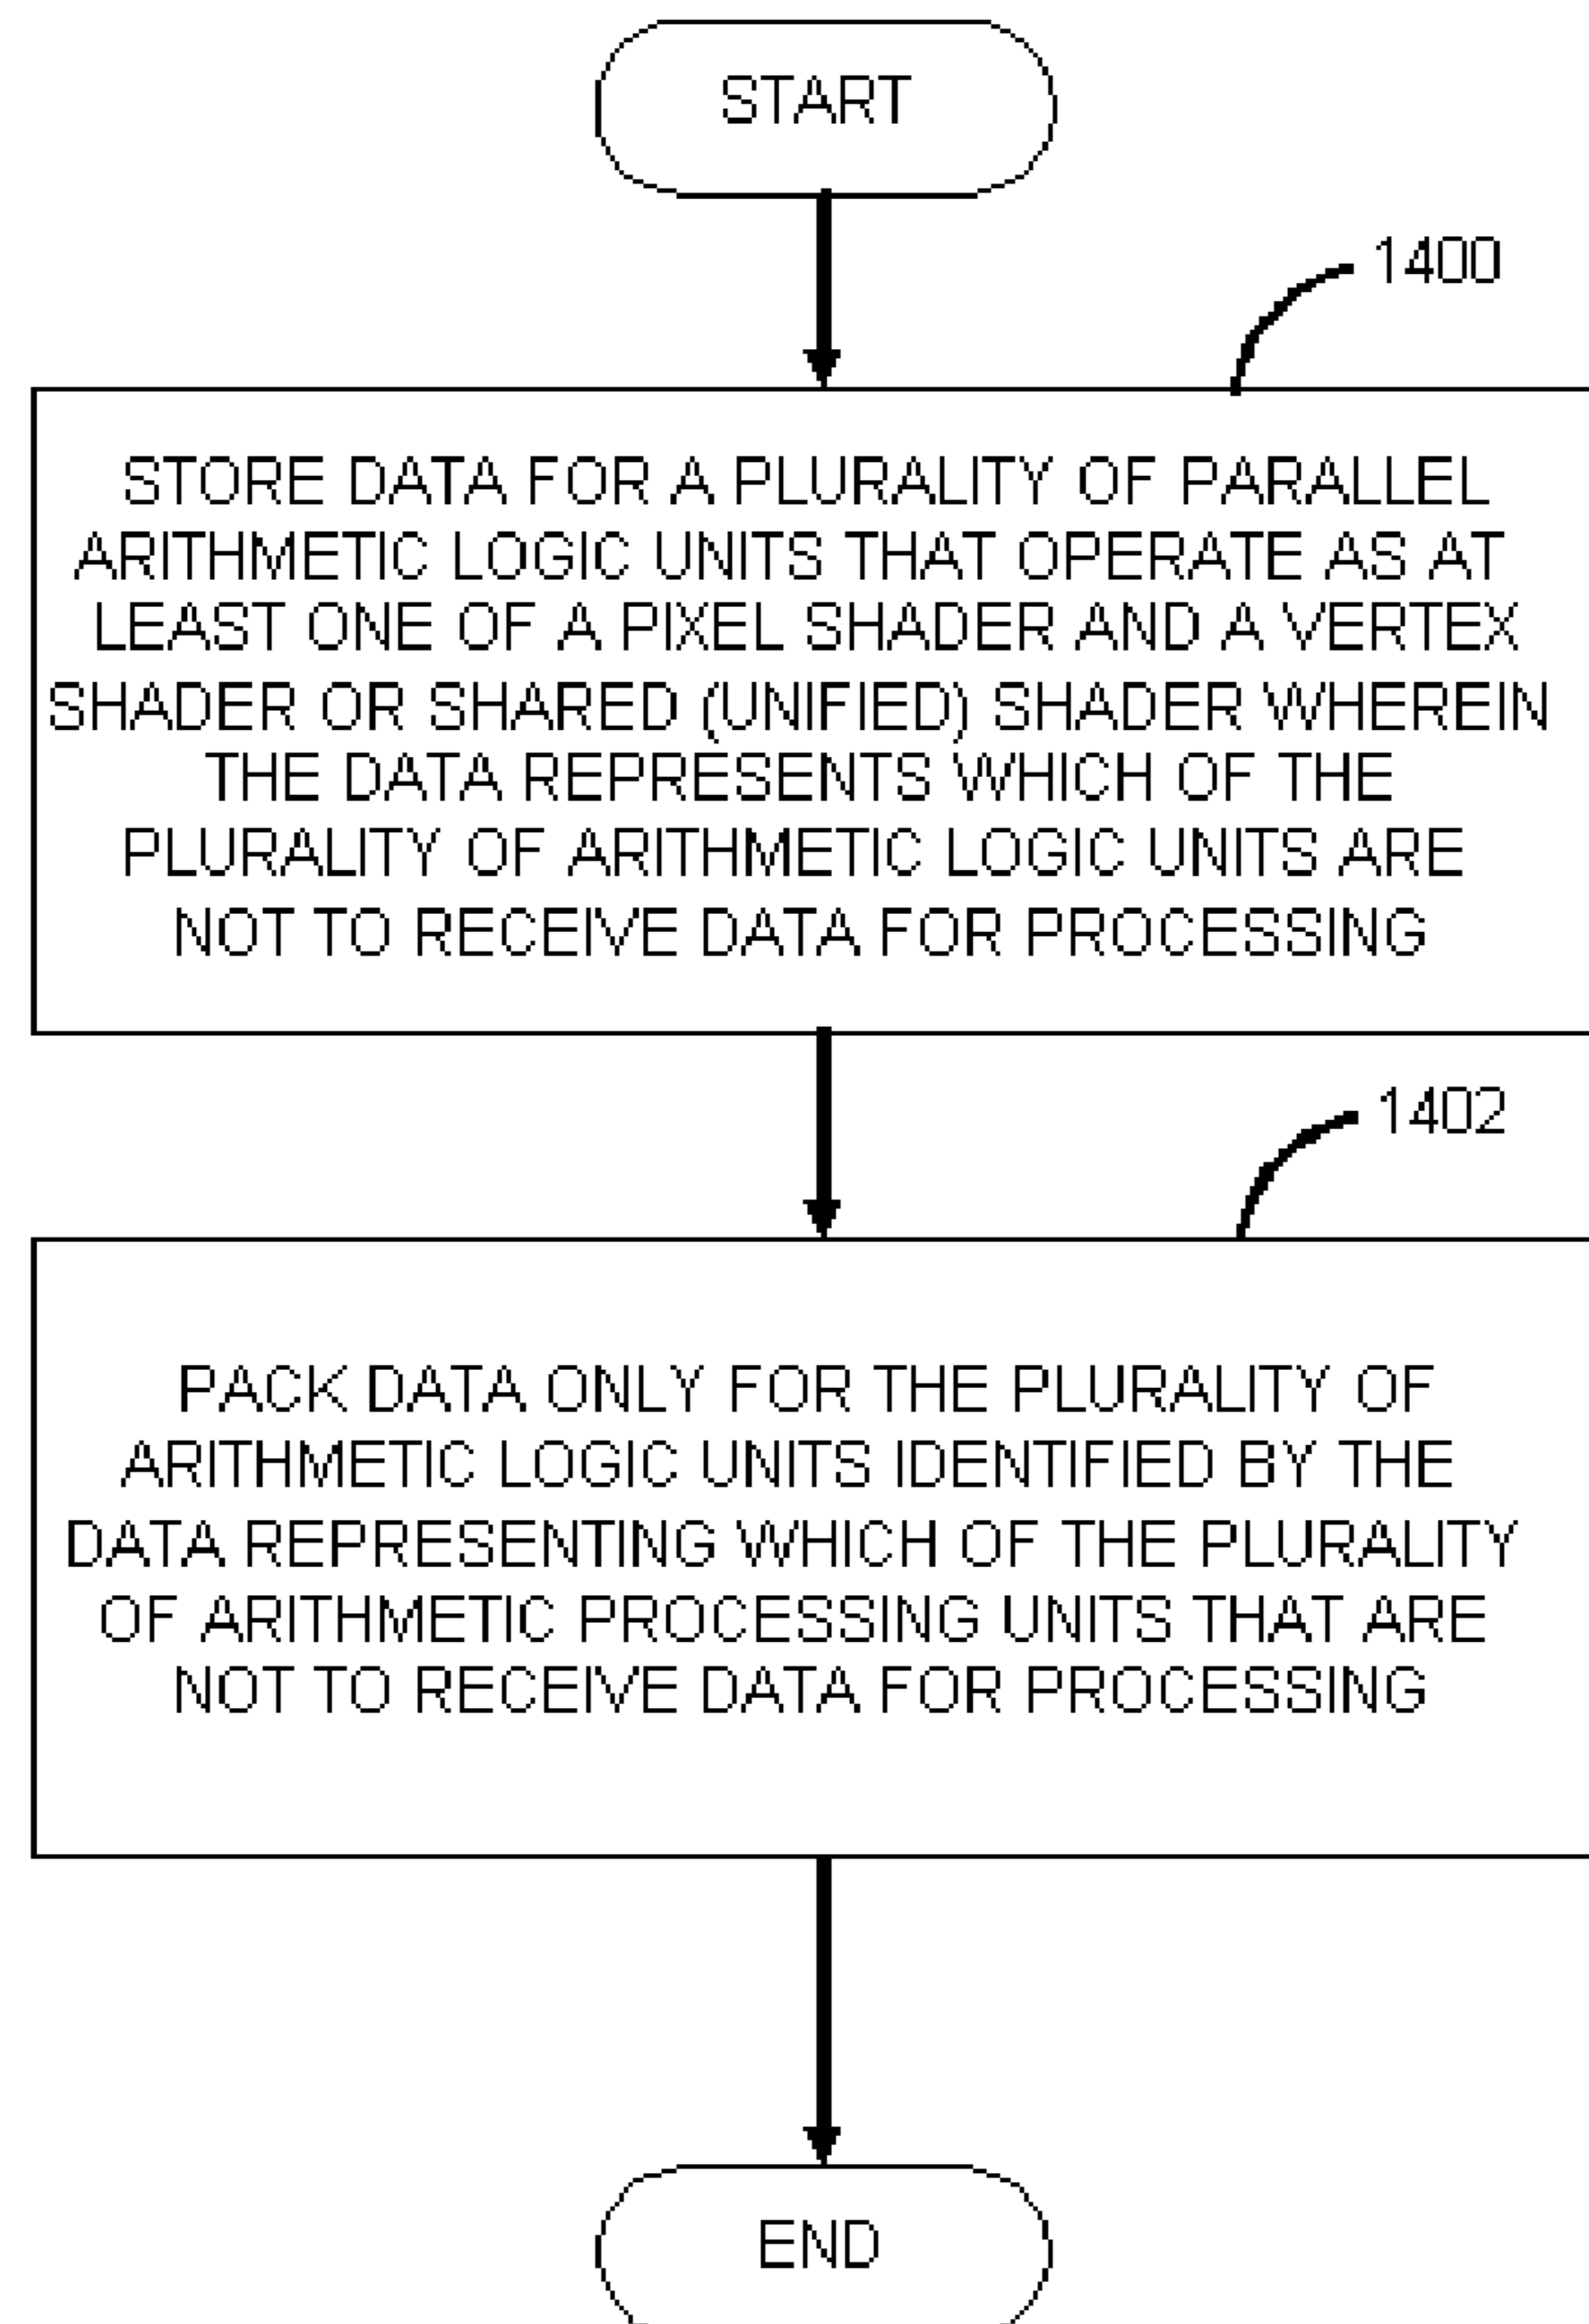 START
1400
STORE DATA FOR A PLURALITY OF PARALLEL
ARITHMETIC LOGIC UNITS THAT OPERATE AS AT
LEAST ONE OF A PIXEL SHADER AND A VERTEX
SHADER OR SHARED (UNIFIED) SHADER WHEREIN
THE DATA REPRESENTS WHICH OF THE
PLURALITY OF ARITHMETIC LOGIC UNITS ARE
NOT TO RECEIVE DATA FOR PROCESSING
1402
PACK DATA ONLY FOR THE PLURALITY OF
ARITHMETIC LOGIC UNITS IDENTIFIED BY THE
DATA REPRESENTING WHICH OF THE PLURALITY
OF ARITHMETIC PROCESSING UNITS THAT ARE
NOT TO RECEIVE DATA FOR PROCESSING
END